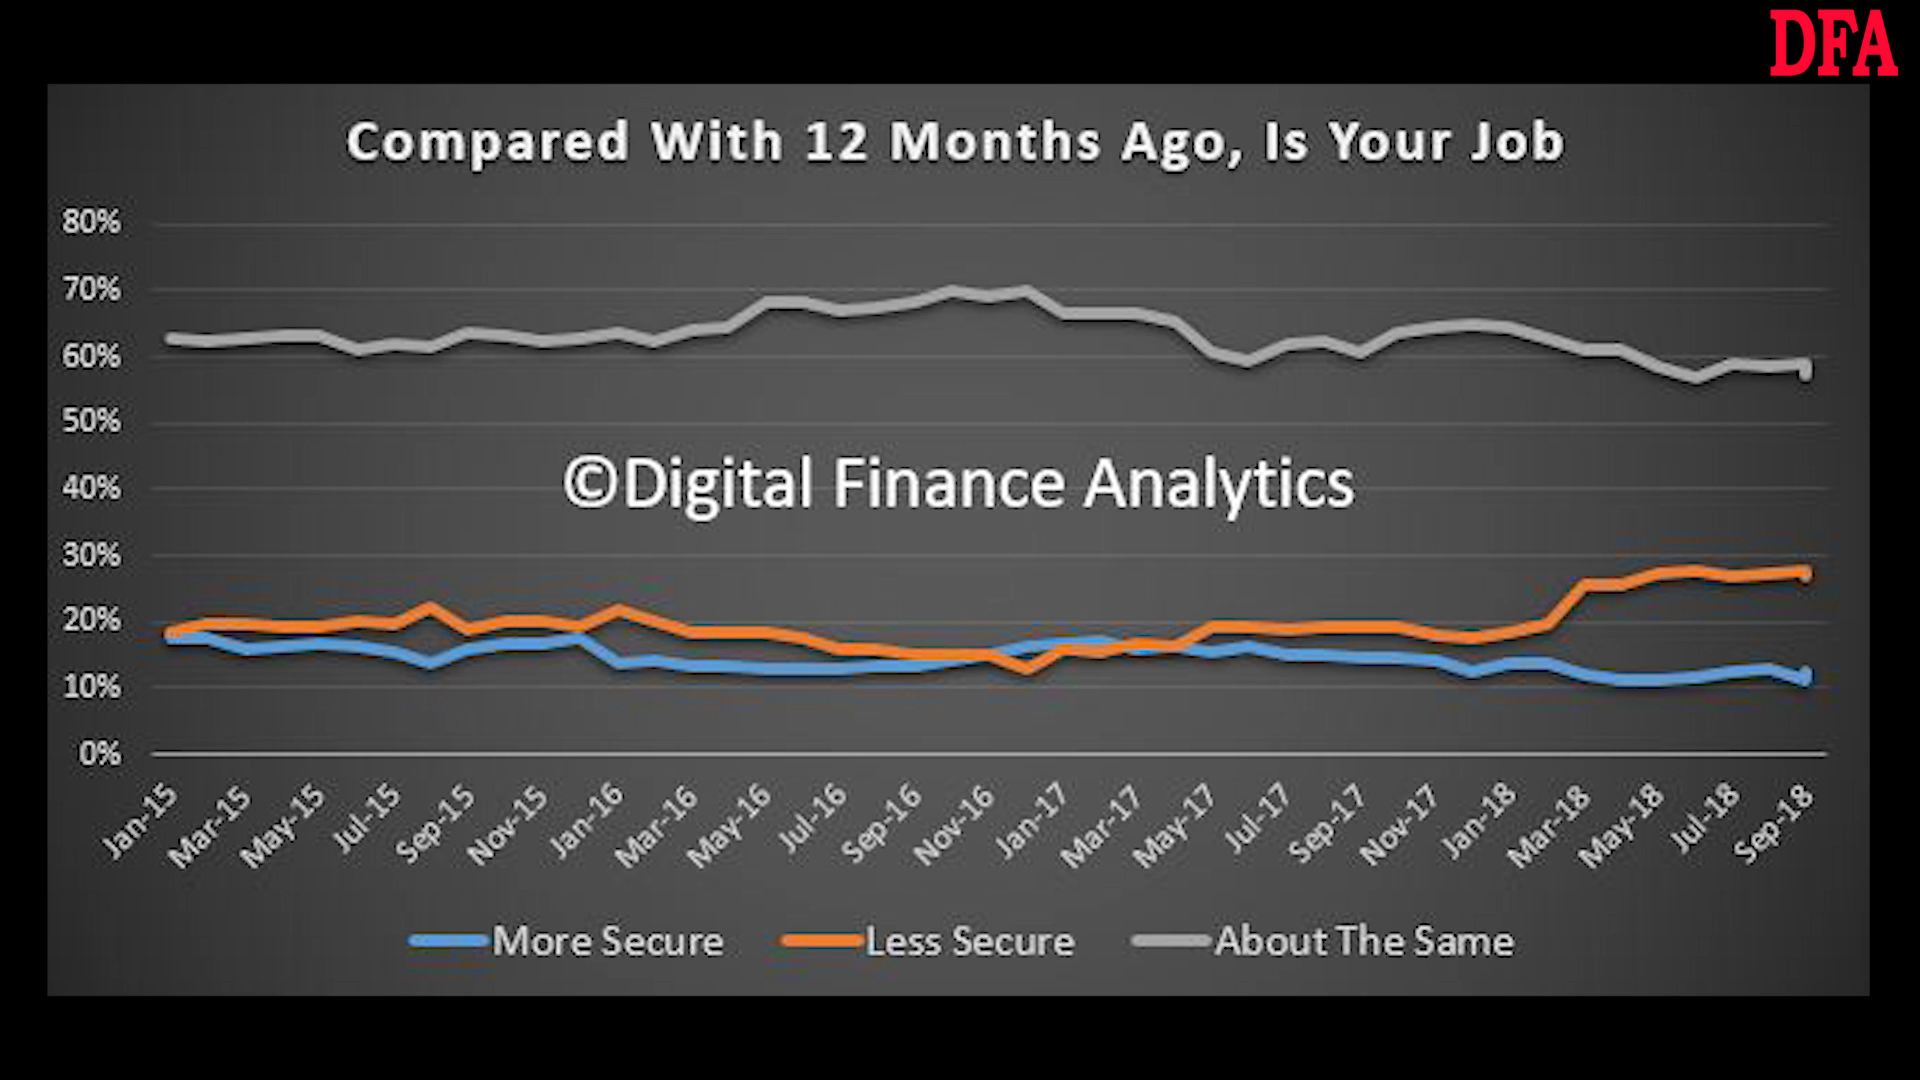 DFA
Compared With 12 Months Ago, Is Your Job
80%
70%
60%
50%
40%
30%
20%
10%
0%
©Digital Finance Analytics
Jan-15
Mar-15
May-15
Jul-15
Sep-15
Nov-15
Jan-16
Mar-16
May-16
Jul-16
Sep-16
Nov-16
Jan-17
Mar-17
May-17
Jul-17
Sep-17
Nov-17
Jan-18
Mar-18
May-18
Jul-18
Sep-18
More Secure
Less Secure
About The Same